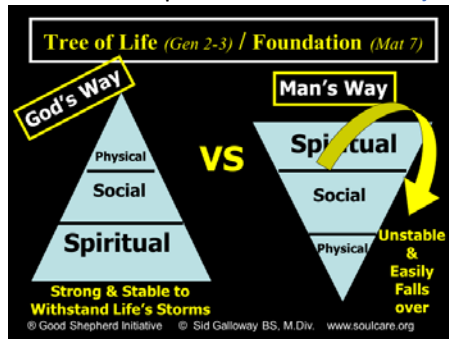 Tree of Life (Gen 2-3) / Foundation (Mat 7)
God's Way
Physical
Social
Spiritual
Strong & Stable to
Withstand Life's Storms
VS
Man's Way
Spiritual
Social
Physical
Unstable
&
Easily
Falls
over
® Good Shepherd Initiative © Sid Galloway BS, M.Div. www.soulcare.org